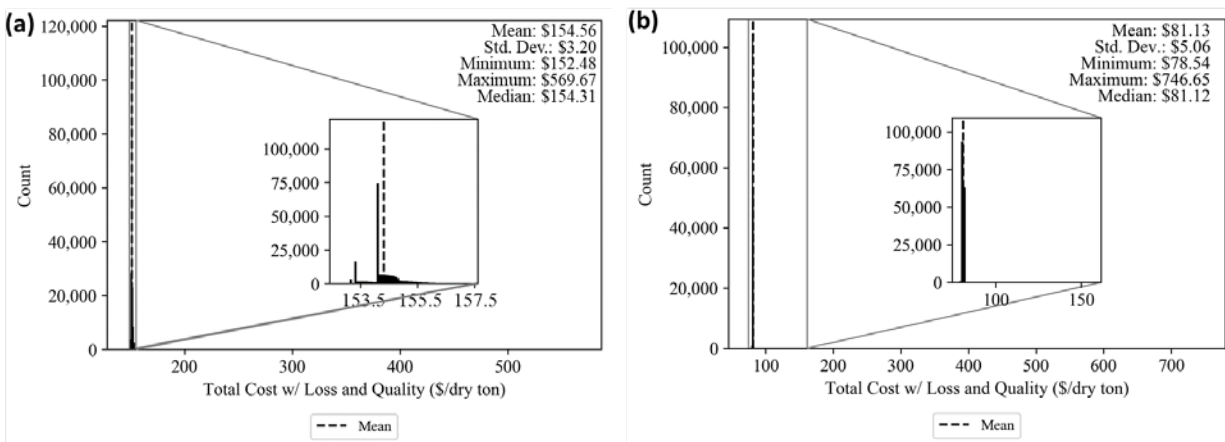 (a)
Mean: $154.56
Std. Dev.: $3.20
Minimum: $152.48
Maximum: $569.67
Median: $154.31
120,000
100,000
80,000
60,000
40,000
20,000
0
Count
100,000
75,000
50,000
25,000
0
153.5 155.5 157.5
200 300 400 500
Total Cost w/ Loss and Quality ($/dry ton)
Mean
(b)
Mean: $81.13
Std. Dev.: $5.06
Minimum: $78.54
Maximum: $746.65
Median: $81.12
100,000
80,000
60,000
40,000
20,000
0
Count
100,000
75,000
50,000
25,000
0
100 150
100 200 300 400 500 600 700
Total Cost w/ Loss and Quality ($/dry ton)
Mean